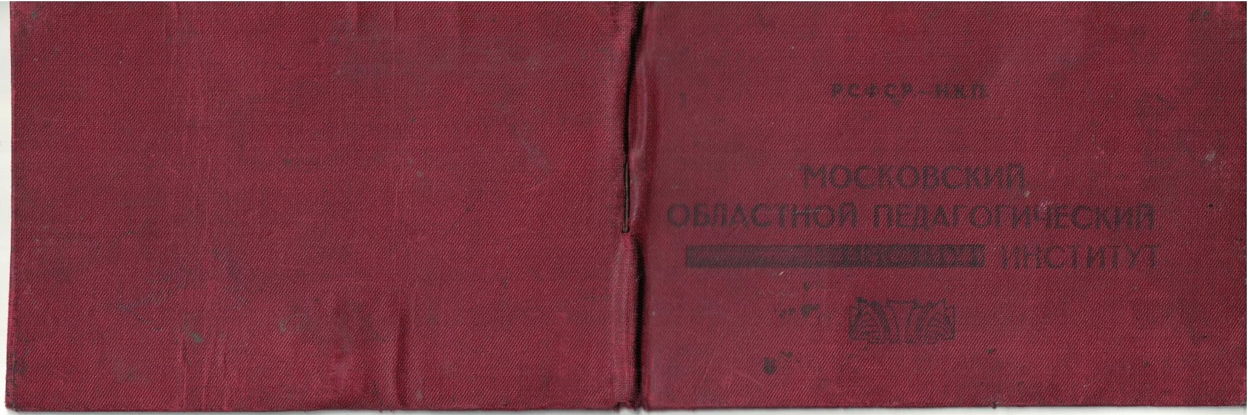 РСФСР—НКП
МОСКОВСКИЙ
ОБЛАСТНОЙ ПЕДАГОГИЧЕСКИЙ
ИНСТИТУТ